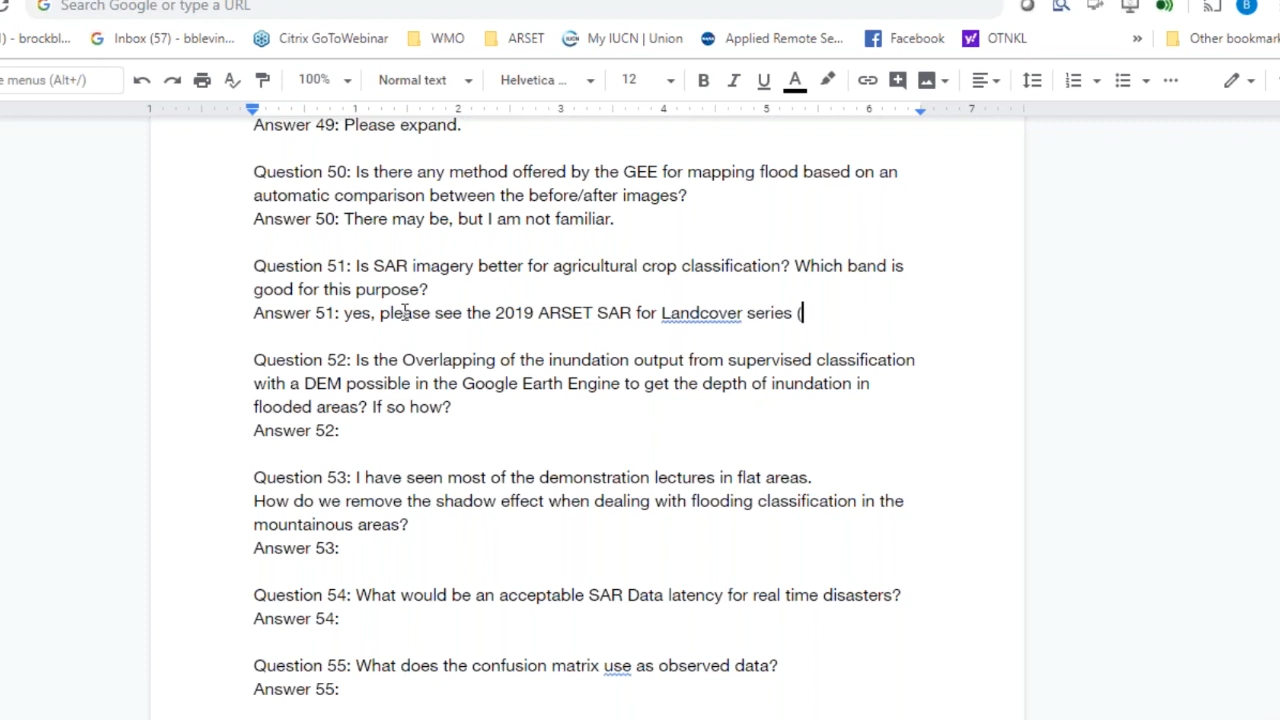 Search Google or type a URL
B
) - brockbl...
Inbox (57) - bblevin...
Citrix GoToWebinar
WMO
ARSET
My IUCN | Union
Applied Remote Se...
Facebook
OTNKL
»
Other bookmark
e menus (Alt+/)
100%
Normal text
Helvetica ...
12
B I U A
1 1 2 3 4 5 6 7
Answer 49: Please expand.
Question 50: Is there any method offered by the GEE for mapping flood based on an
automatic comparison between the before/after images?
Answer 50: There may be, but I am not familiar.
Question 51: Is SAR imagery better for agricultural crop classification? Which band is
good for this purpose?
Answer 51: yes, please see the 2019 ARSET SAR for Landcover series (
Question 52: Is the Overlapping of the inundation output from supervised classification
with a DEM possible in the Google Earth Engine to get the depth of inundation in
flooded areas? If so how?
Answer 52:
Question 53: I have seen most of the demonstration lectures in flat areas.
How do we remove the shadow effect when dealing with flooding classification in the
mountainous areas?
Answer 53:
Question 54: What would be an acceptable SAR Data latency for real time disasters?
Answer 54:
Question 55: What does the confusion matrix use as observed data?
Answer 55: